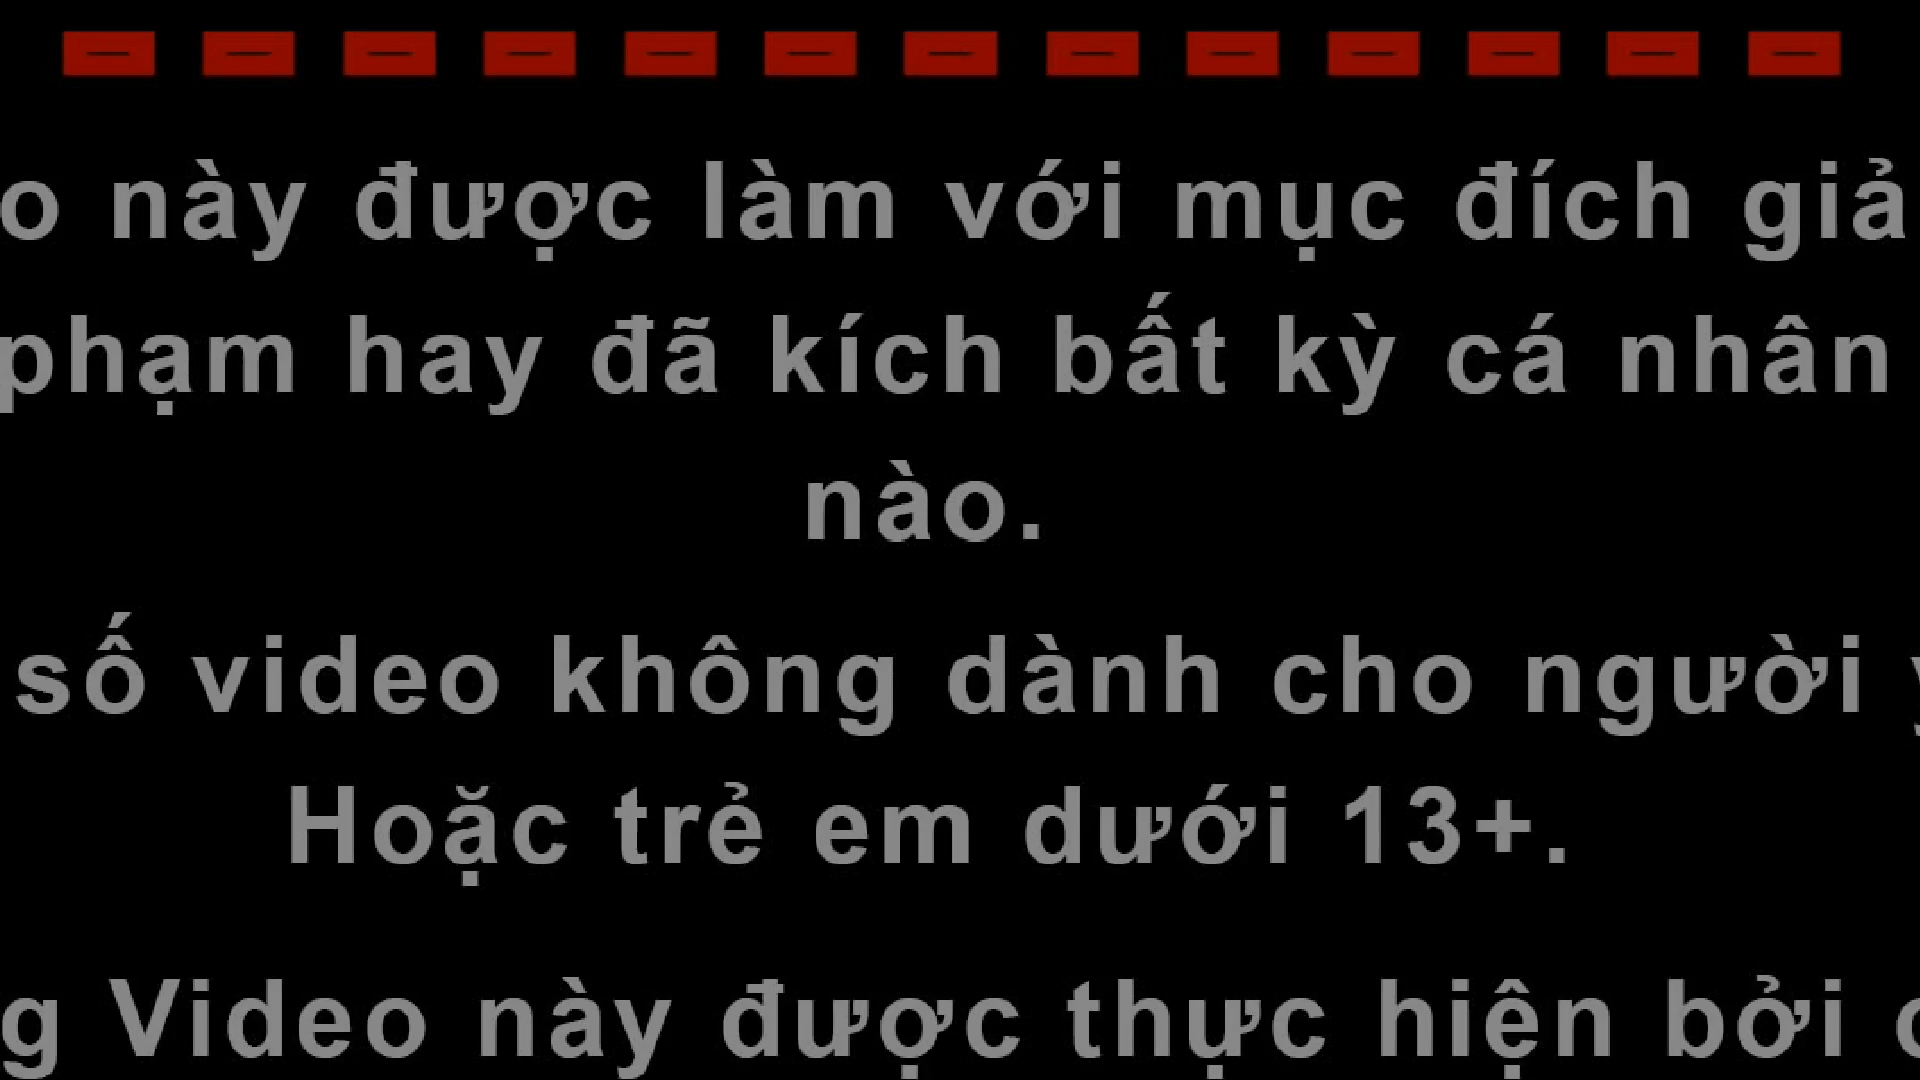 này được làm với mục đích
phạm hay đã kích bất kỳ cá nhân
nào.
số video không dành cho người
Hoặc trẻ em dưới 13+.
Video này được thực hiện bởi